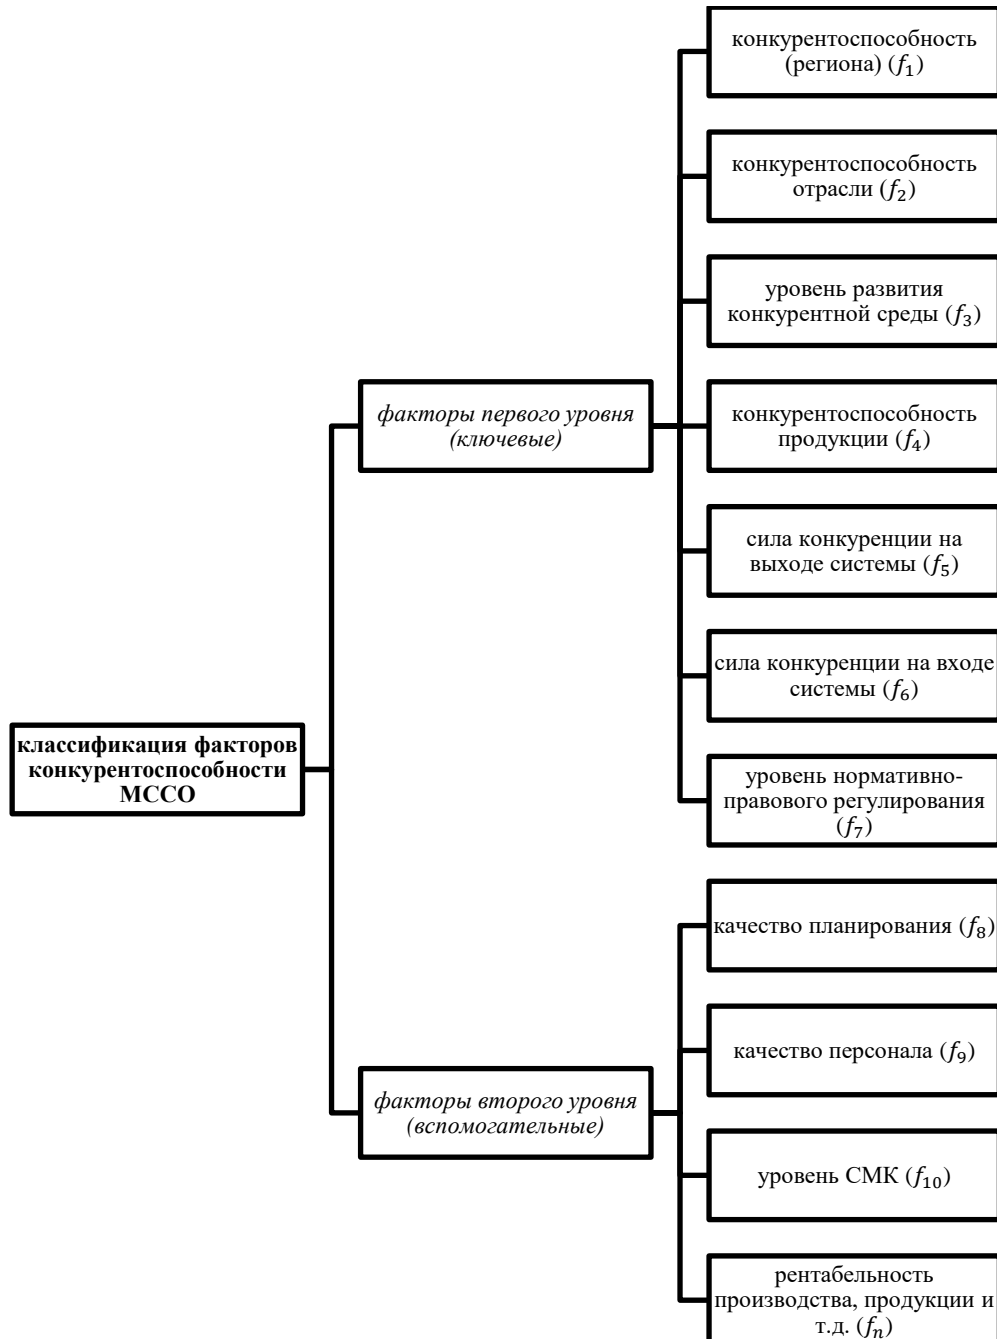 конкурентоспособность
(региона) (f₁)
конкурентоспособность
отрасли (f₂)
уровень развития
конкурентной среды (f₃)
факторы первого уровня
(ключевые)
конкурентоспособность
продукции (f₄)
сила конкуренции на
выходе системы (f₅)
сила конкуренции на входе
системы (f₆)
классификация факторов
конкурентоспособности
МССО
уровень нормативно-
правового регулирования
(f₇)
качество планирования (f₈)
качество персонала (f₉)
факторы второго уровня
(вспомогательные)
уровень СМК (f₁₀)
рентабельность
производства, продукции и
т.д. (fₙ)